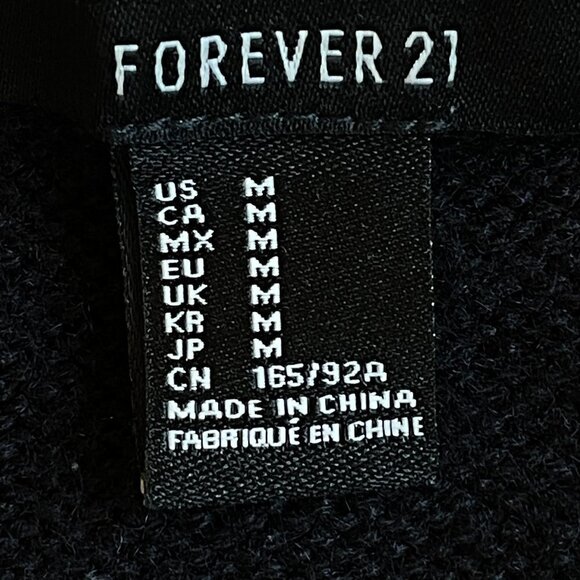 FOREVER 21
US M
CA M
MX M
EU M
UK M
KR M
JP M
CN 165/92A
MADE IN CHINA
FABRIQUÉ EN CHINE